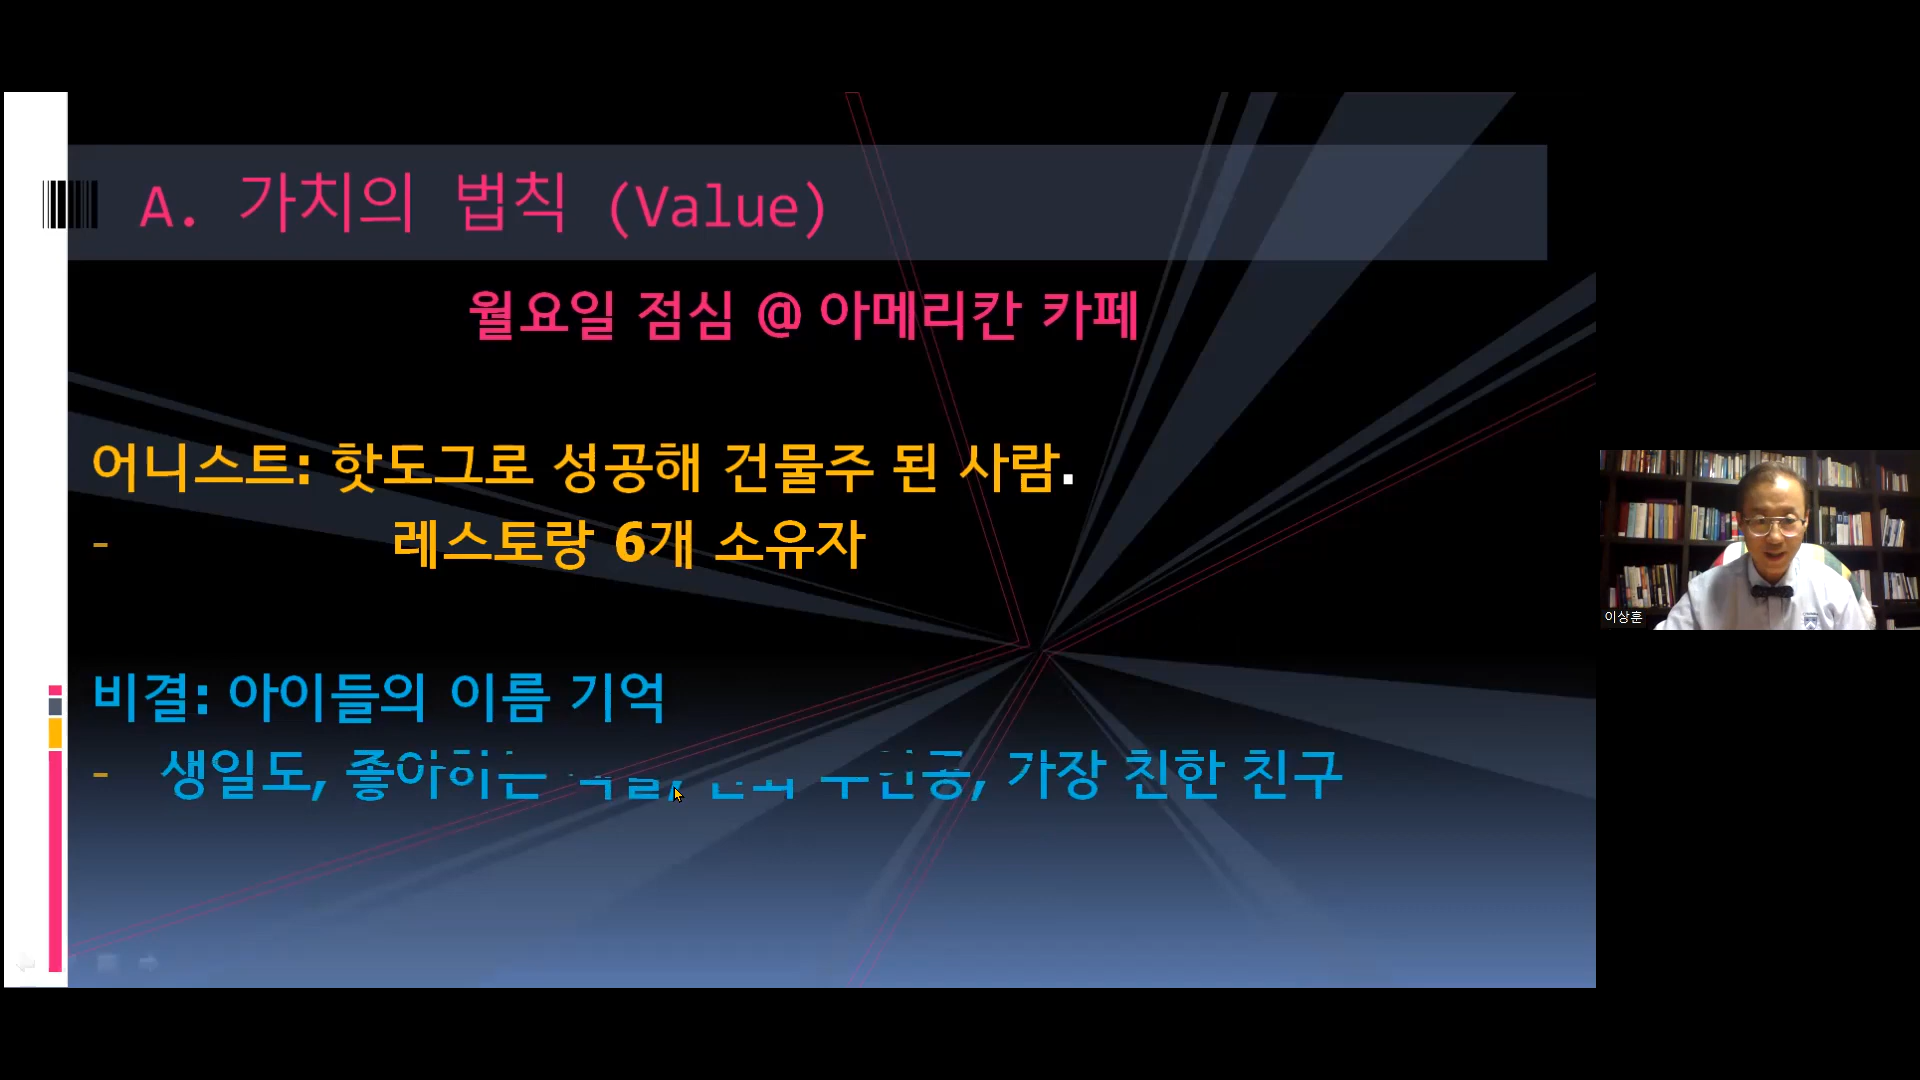 A. 가치의 법칙 (Value)
월요일 점심 @ 아메리칸 카페
어니스트: 핫도그로 성공해 건물주 된 사람.
- 레스토랑 6개 소유자
비결: 아이들의 이름 기억
- 생일도, 좋아하는 가장 친한 친구
이상훈